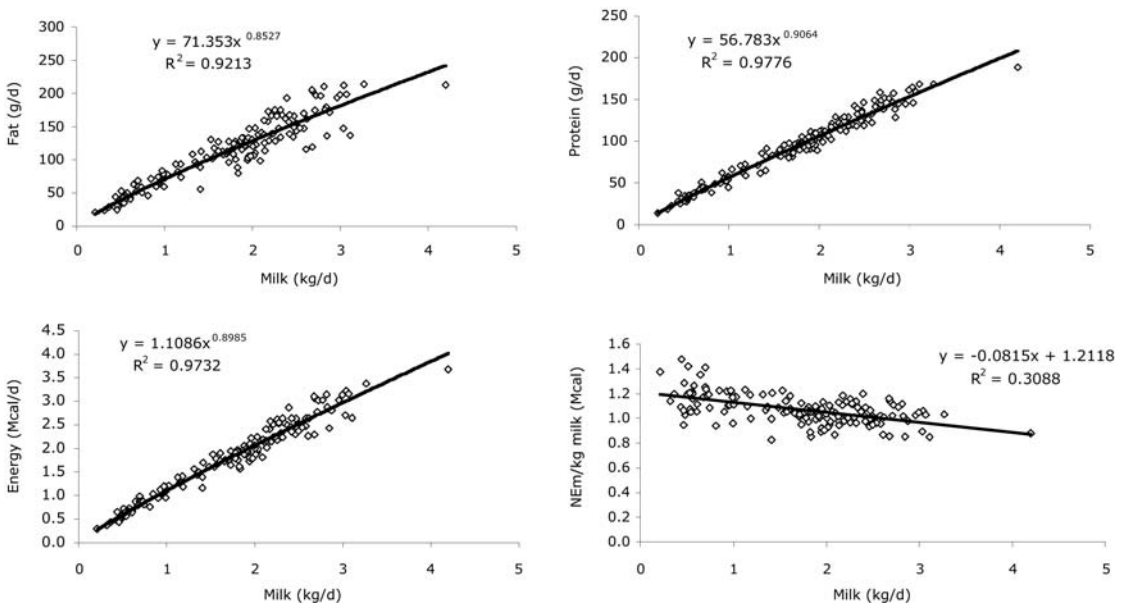 300
250
200
150
100
50
0
Fat (g/d)
y = 71.353x^0.8527
R² = 0.9213
0 1 2 3 4 5
Milk (kg/d)
250
200
150
100
50
0
Protein (g/d)
y = 56.783x^0.9064
R² = 0.9776
0 1 2 3 4 5
Milk (kg/d)
4.5
4.0
3.5
3.0
2.5
2.0
1.5
1.0
0.5
0.0
Energy (Mcal/d)
y = 1.1086x^0.8985
R² = 0.9732
0 1 2 3 4 5
Milk (kg/d)
1.6
1.4
1.2
1.0
0.8
0.6
0.4
0.2
0.0
NEm/kg milk (Mcal)
y = -0.0815x + 1.2118
R² = 0.3088
0 1 2 3 4 5
Milk (kg/d)